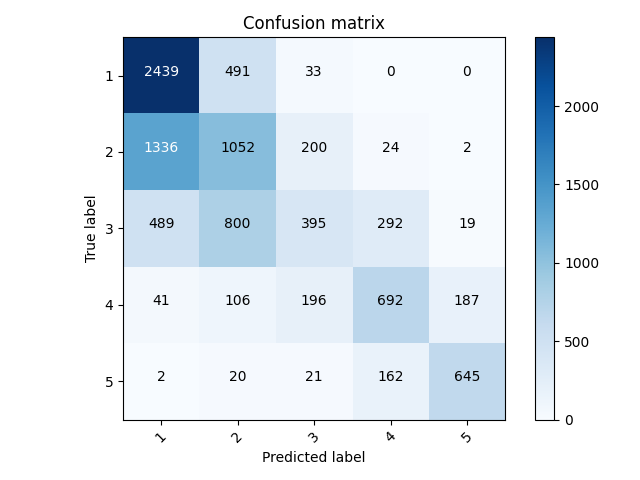 Confusion matrix
True label
1 2439 491 33 0 0
2 1336 1052 200 24 2
3 489 800 395 292 19
4 41 106 196 692 187
5 2 20 21 162 645
1 2 3 4 5
Predicted label
2000
1500
1000
500
0